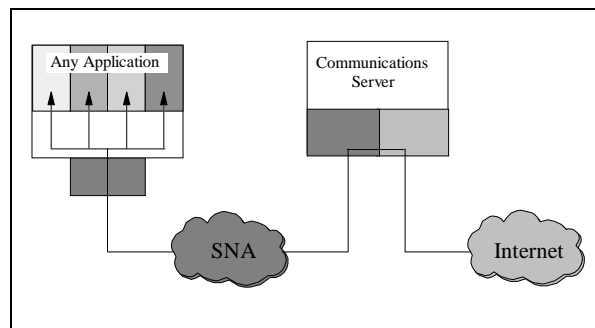 Any Application
Communications
Server
SNA
Internet